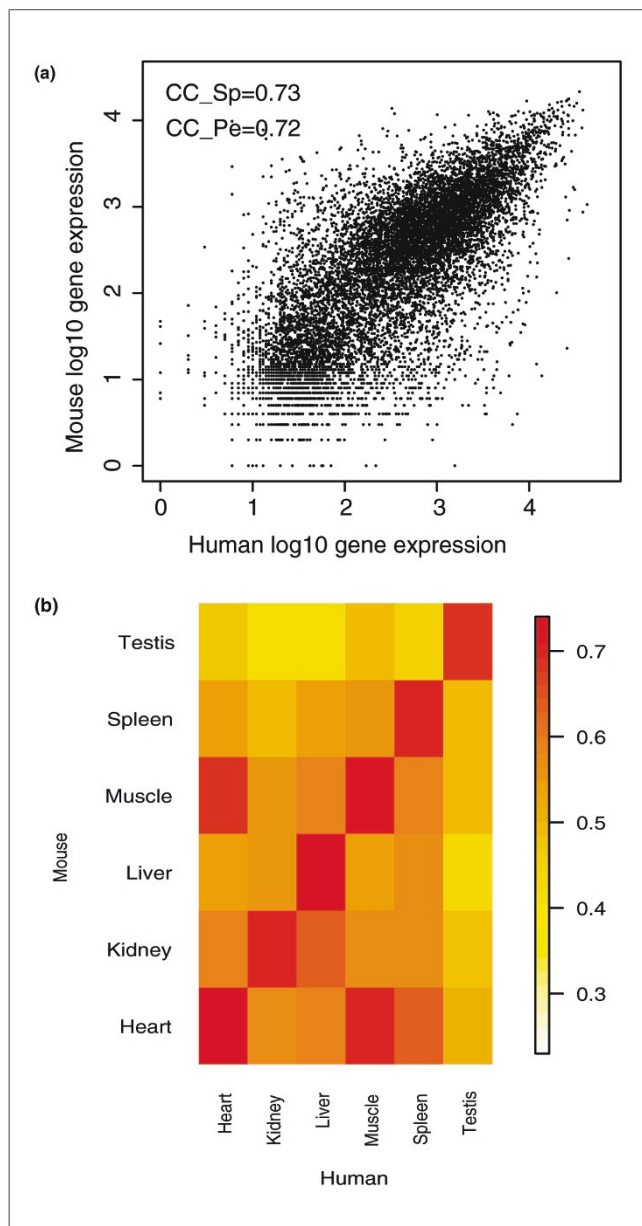 (a)
CC_Sp=0.73
CC_Pe=0.72
Mouse log10 gene expression
4
3
2
1
0
0 1 2 3 4
Human log10 gene expression
(b)
Mouse
Testis
Spleen
Muscle
Liver
Kidney
Heart
0.7
0.6
0.5
0.4
0.3
Heart Kidney Liver Muscle Spleen Testis
Human